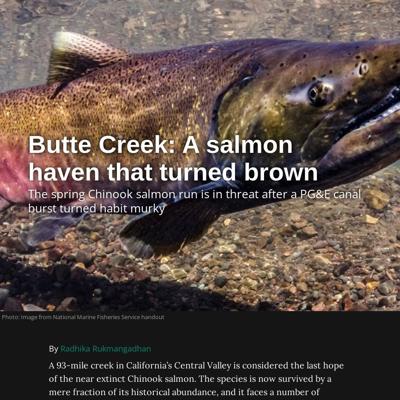 Butte Creek: A salmon
haven that turned brown
The spring Chinook salmon run is in threat after a PG&E canal
burst turned habit murky
Photo: Image from National Marine Fisheries Service handout
By Radhika Rukmangadhan
A 93-mile creek in California's Central Valley is considered the last hope
of the near extinct Chinook salmon. The species is now survived by a
mere fraction of its historical abundance, and it faces a number of